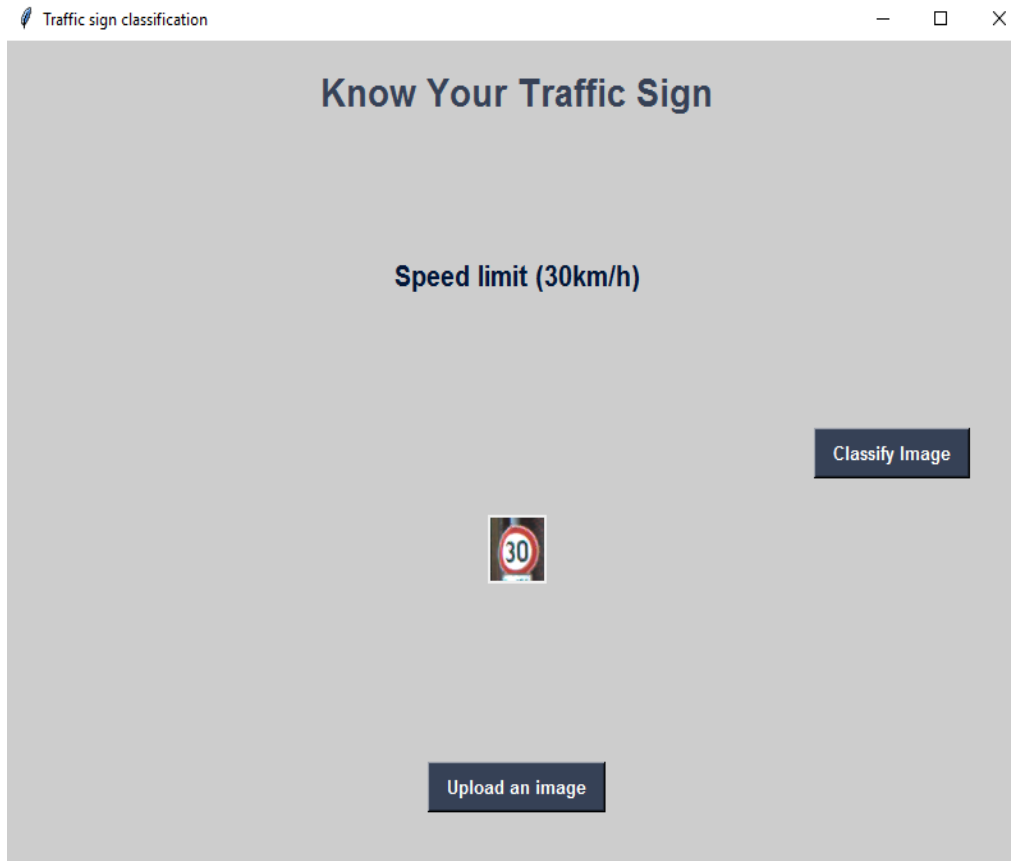 Traffic sign classification
Know Your Traffic Sign
Speed limit (30km/h)
Classify Image
30
Upload an image